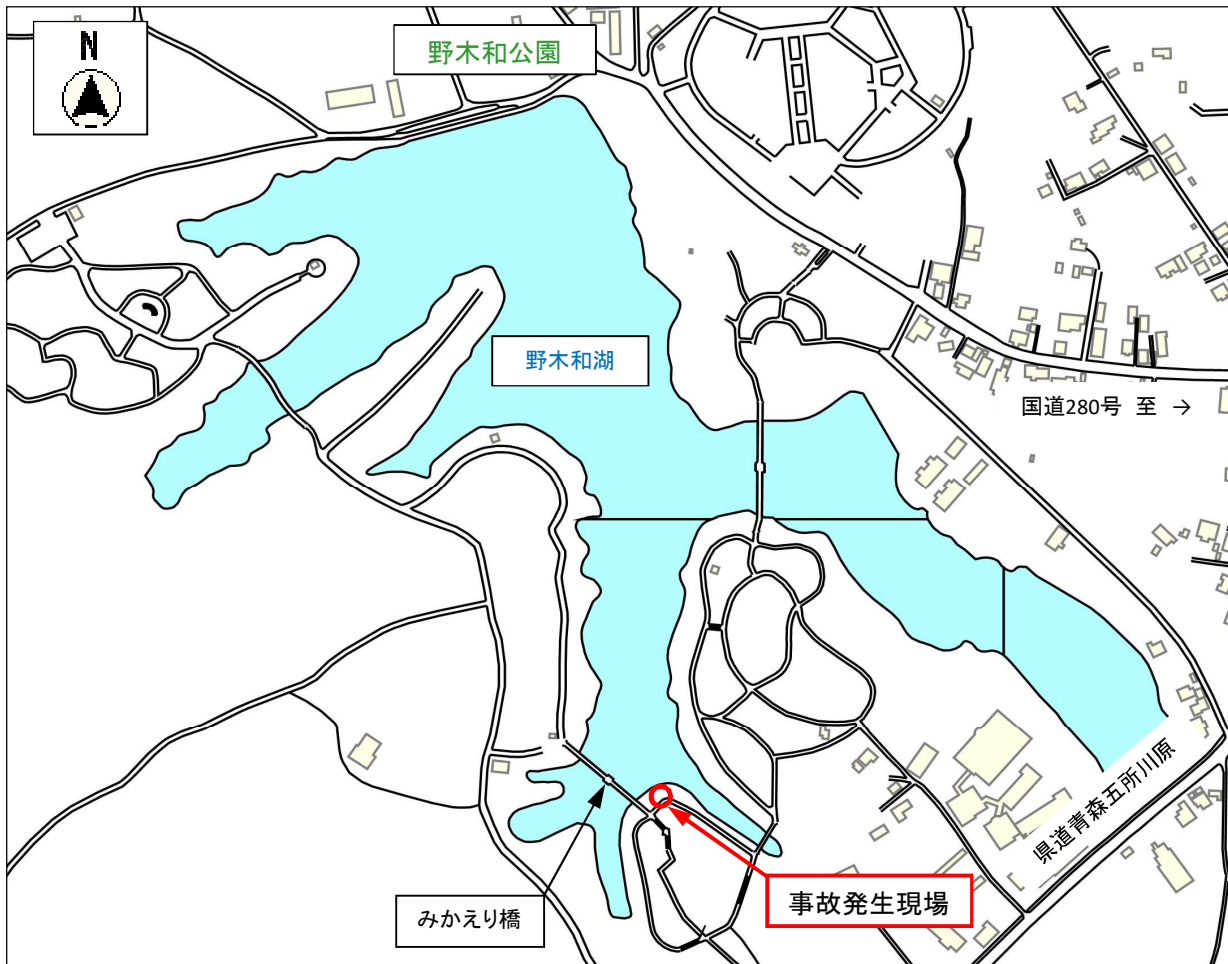 N
野木和公園
野木和湖
国道280号 至 →
県道青森五所川原
みかえり橋
事故発生現場